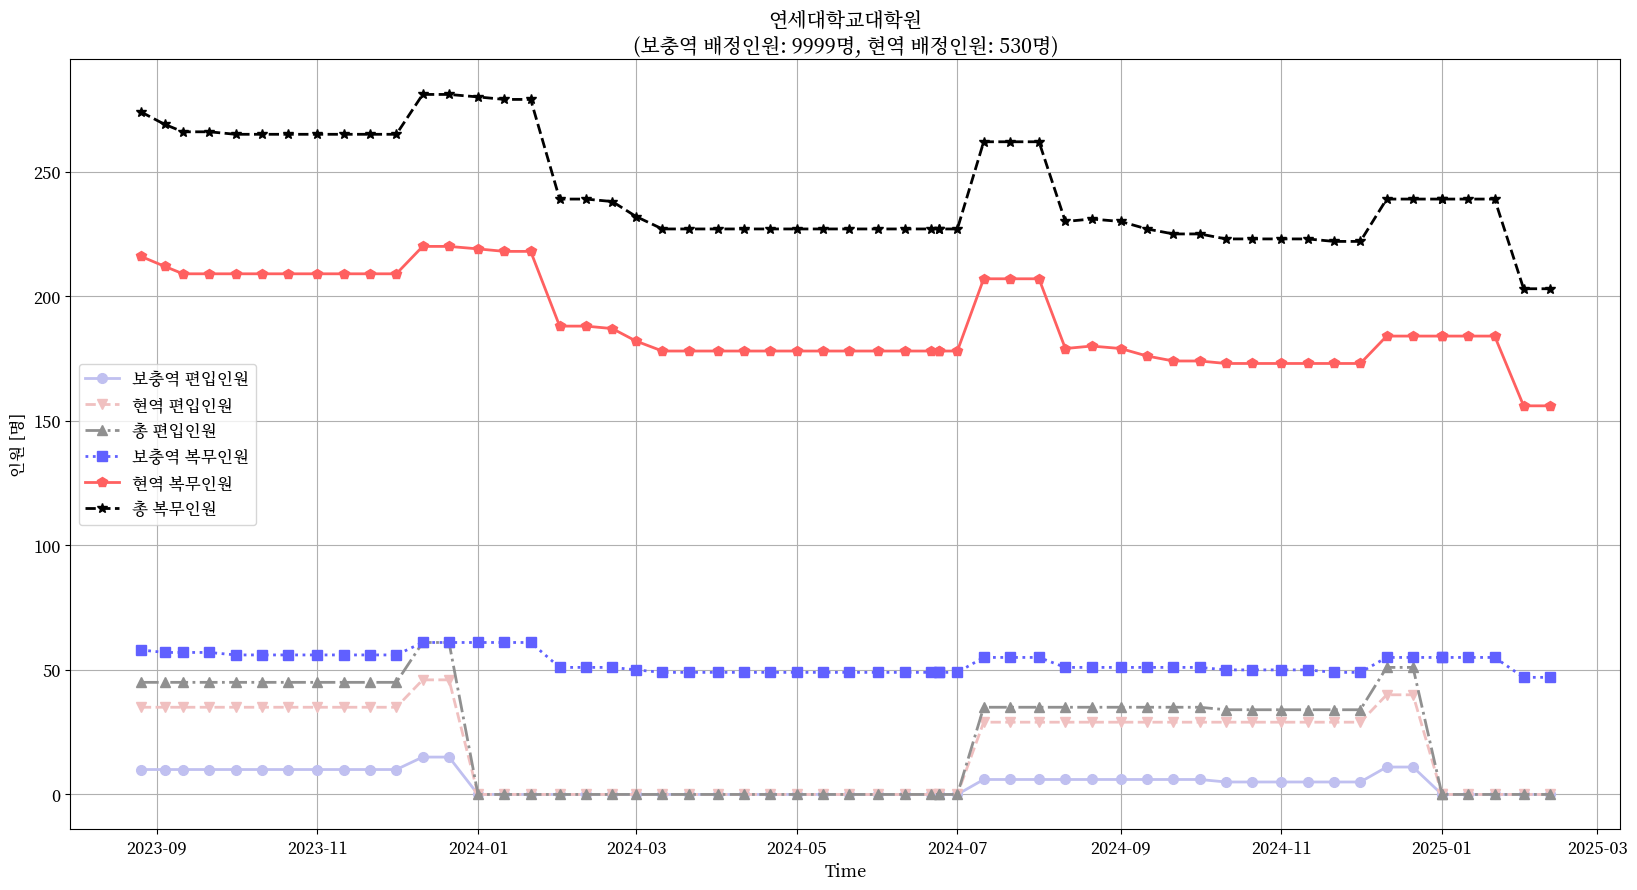 연세대학교대학원
(보충역 배정인원: 9999명, 현역 배정인원: 530명)
250
200
150
100
50
0
인원 [명]
보충역 편입인원
현역 편입인원
총 편입인원
보충역 복무인원
현역 복무인원
총 복무인원
2023-09
2023-11
2024-01
2024-03
2024-05
2024-07
2024-09
2024-11
2025-01
2025-03
Time